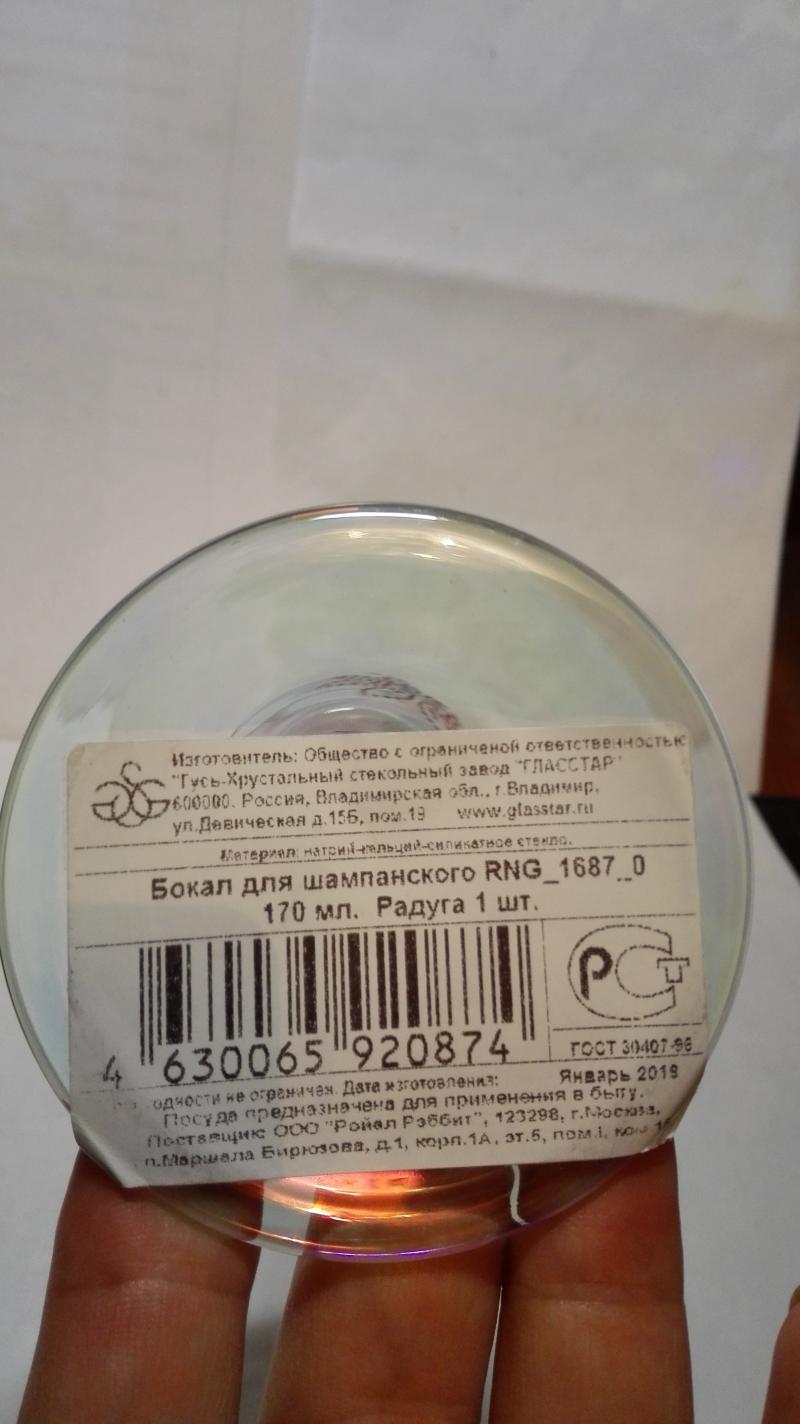 Изготовитель: Общество с ограниченой ответственностью
"Гусь-Хрустальный стекольный завод "ГЛАССТАР"
600000. Россия, Владимирская обл., г.Владимир,
ул.Девическая д.15Б, пом.19 www.glasstar.ru
Материал: натрий-кальций-силикатное стекло.
Бокал для шампанского RNG_1687_0
170 мл. Радуга 1 шт.
РСТ
4 630065 920874
ГОСТ 30407-96
одности не ограничен. Дата изготовления: Январь 2019
Посуда предназначена для применения в быту.
Поставщик: ООО "Ройал Рэббит", 123298, г.Москва,
п.Маршала Бирюзова, д.1, корп.1А, эт.5, пом.I,